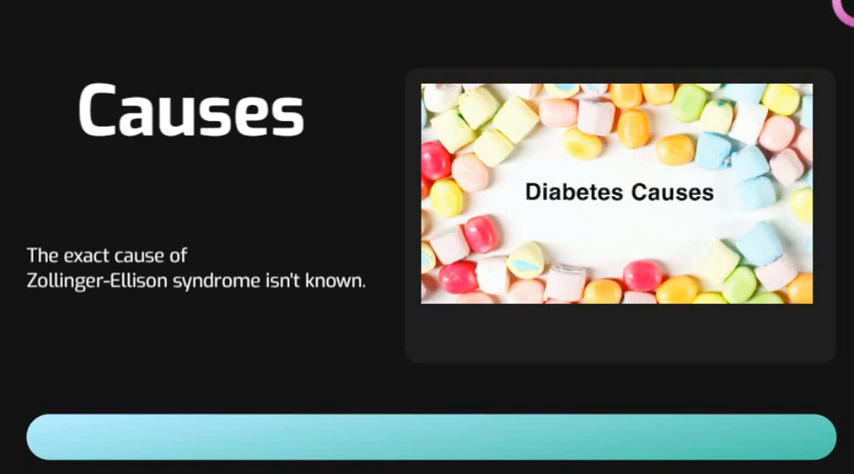 Causes
The exact cause of
Zollinger-Ellison syndrome isn't known.
Diabetes Causes